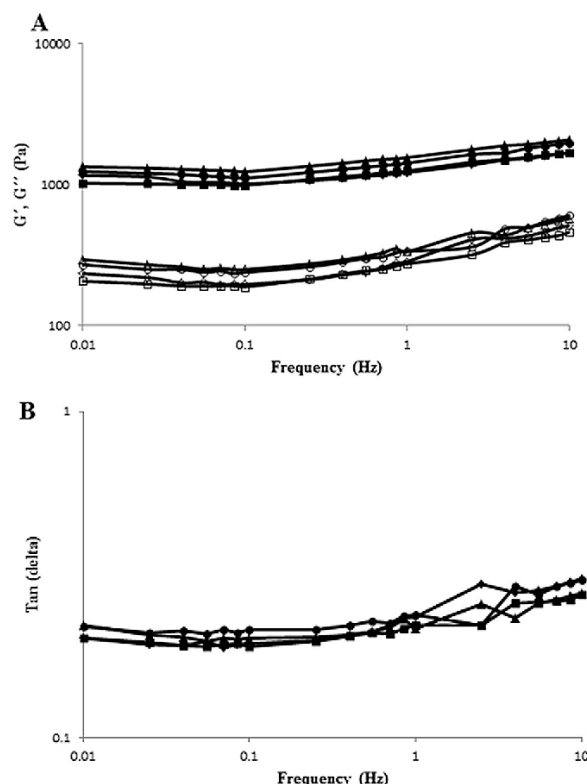 A
10000
G´, G´´ (Pa)
1000
100
0.01 0.1 1 10
Frequency (Hz)
B
1
Tan (delta)
0.1
0.01 0.1 1 10
Frequency (Hz)